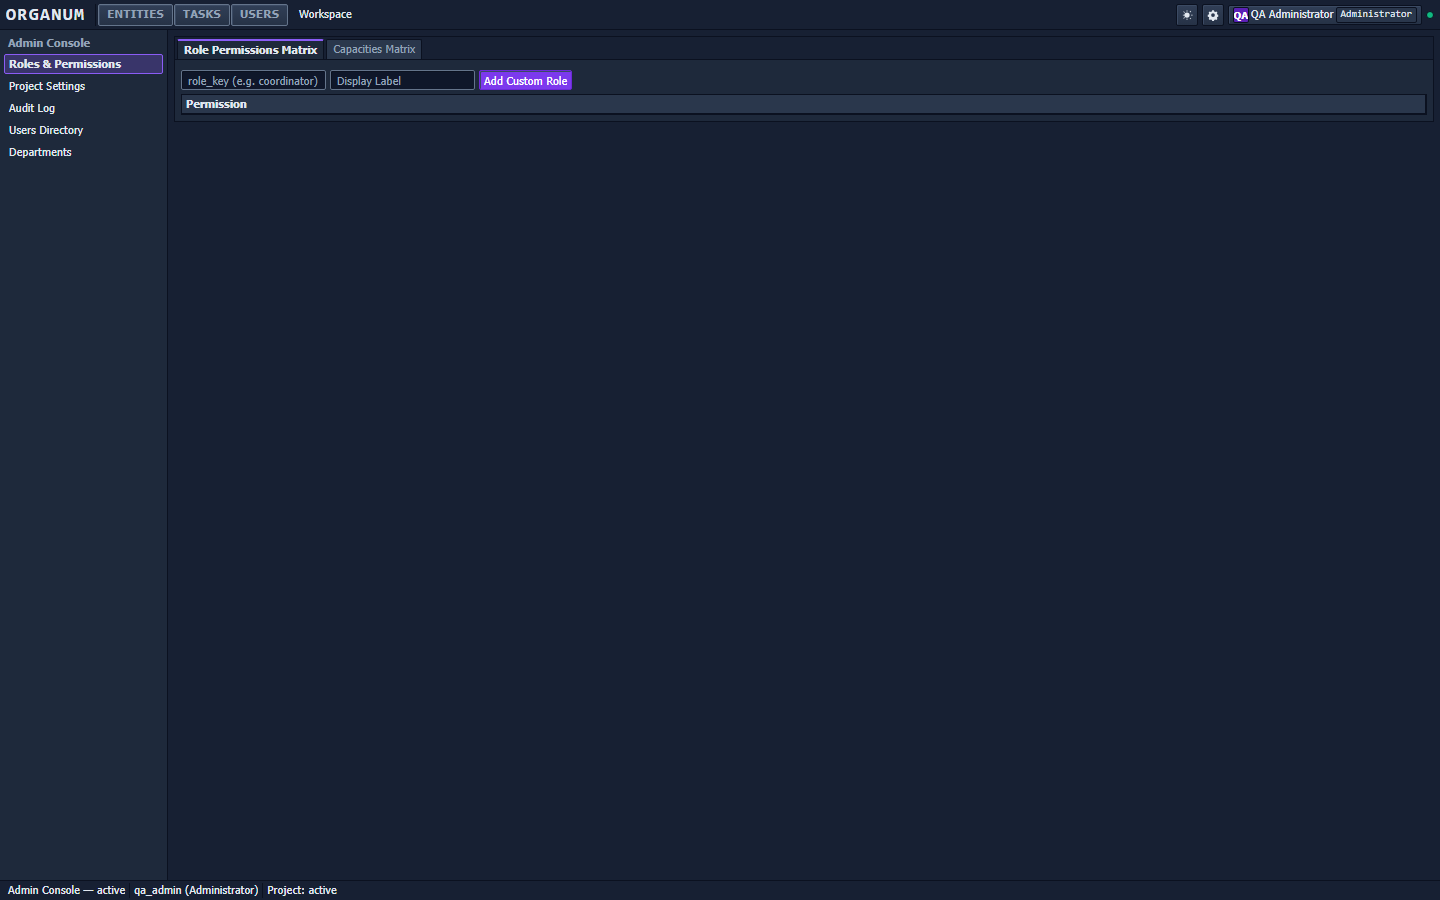 ORGANUM ENTITIES TASKS USERS Workspace QA QA Administrator Administrator
Admin Console
Roles & Permissions
Project Settings
Audit Log
Users Directory
Departments
Role Permissions Matrix Capacities Matrix
role_key (e.g. coordinator) Display Label Add Custom Role
Permission
Admin Console — active qa_admin (Administrator) Project: active